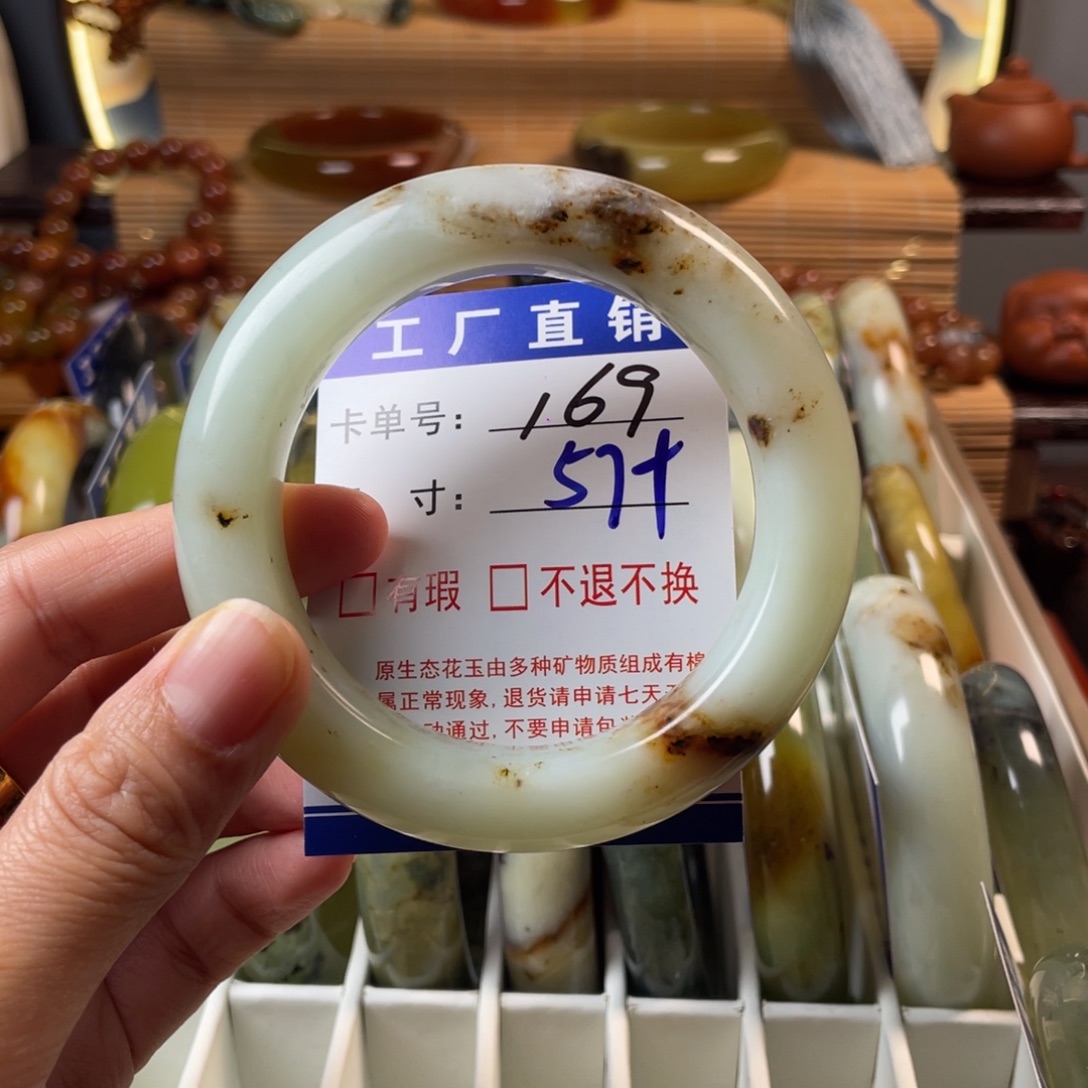 工厂直销
卡单号： 169
寸： 57+
□有瑕 □不退不换
原生态花玉由多种矿物质组成有棉
属正常现象，退货请申请七天
动通过，不要申请包